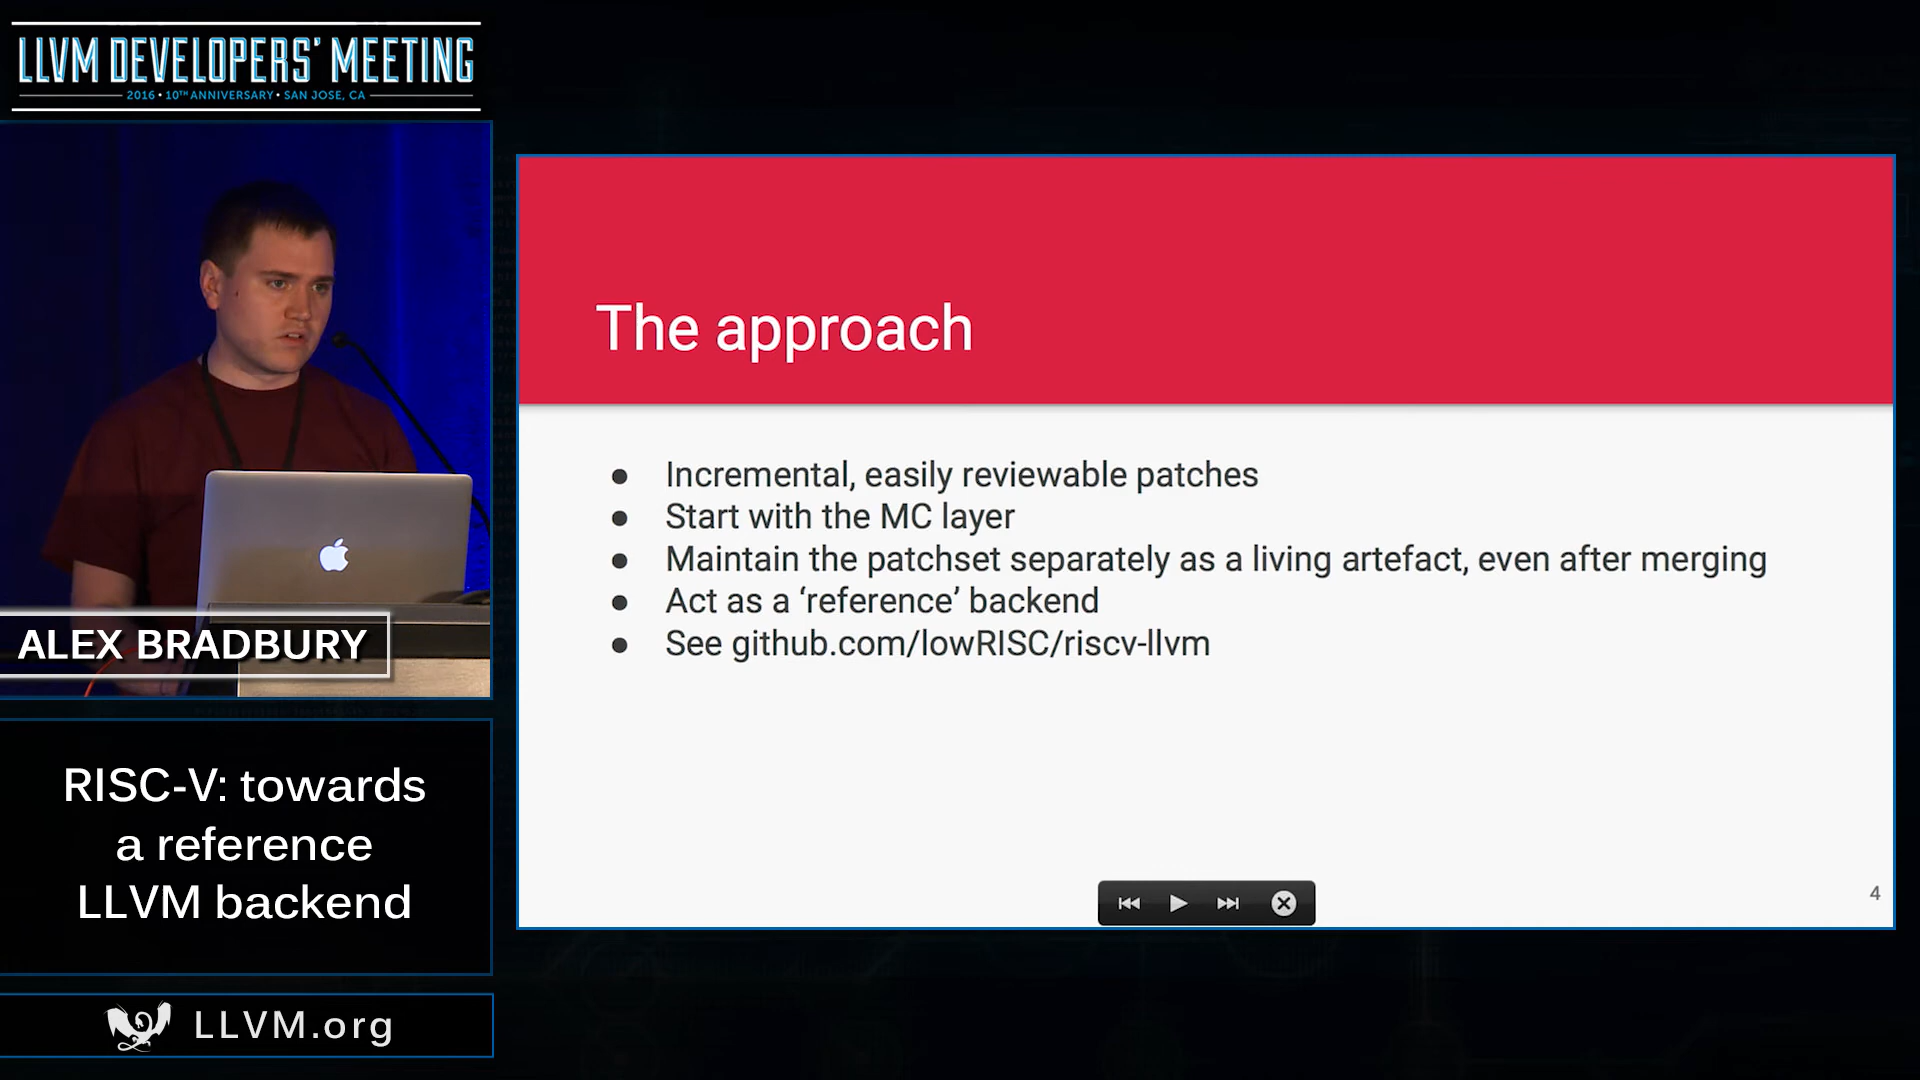 LLVM DEVELOPERS' MEETING
2016 • 10TH ANNIVERSARY • SAN JOSE, CA
The approach
● Incremental, easily reviewable patches
● Start with the MC layer
● Maintain the patchset separately as a living artefact, even after merging
● Act as a ‘reference’ backend
● See github.com/lowRISC/riscv-llvm
4
ALEX BRADBURY
RISC-V: towards
a reference
LLVM backend
LLVM.org